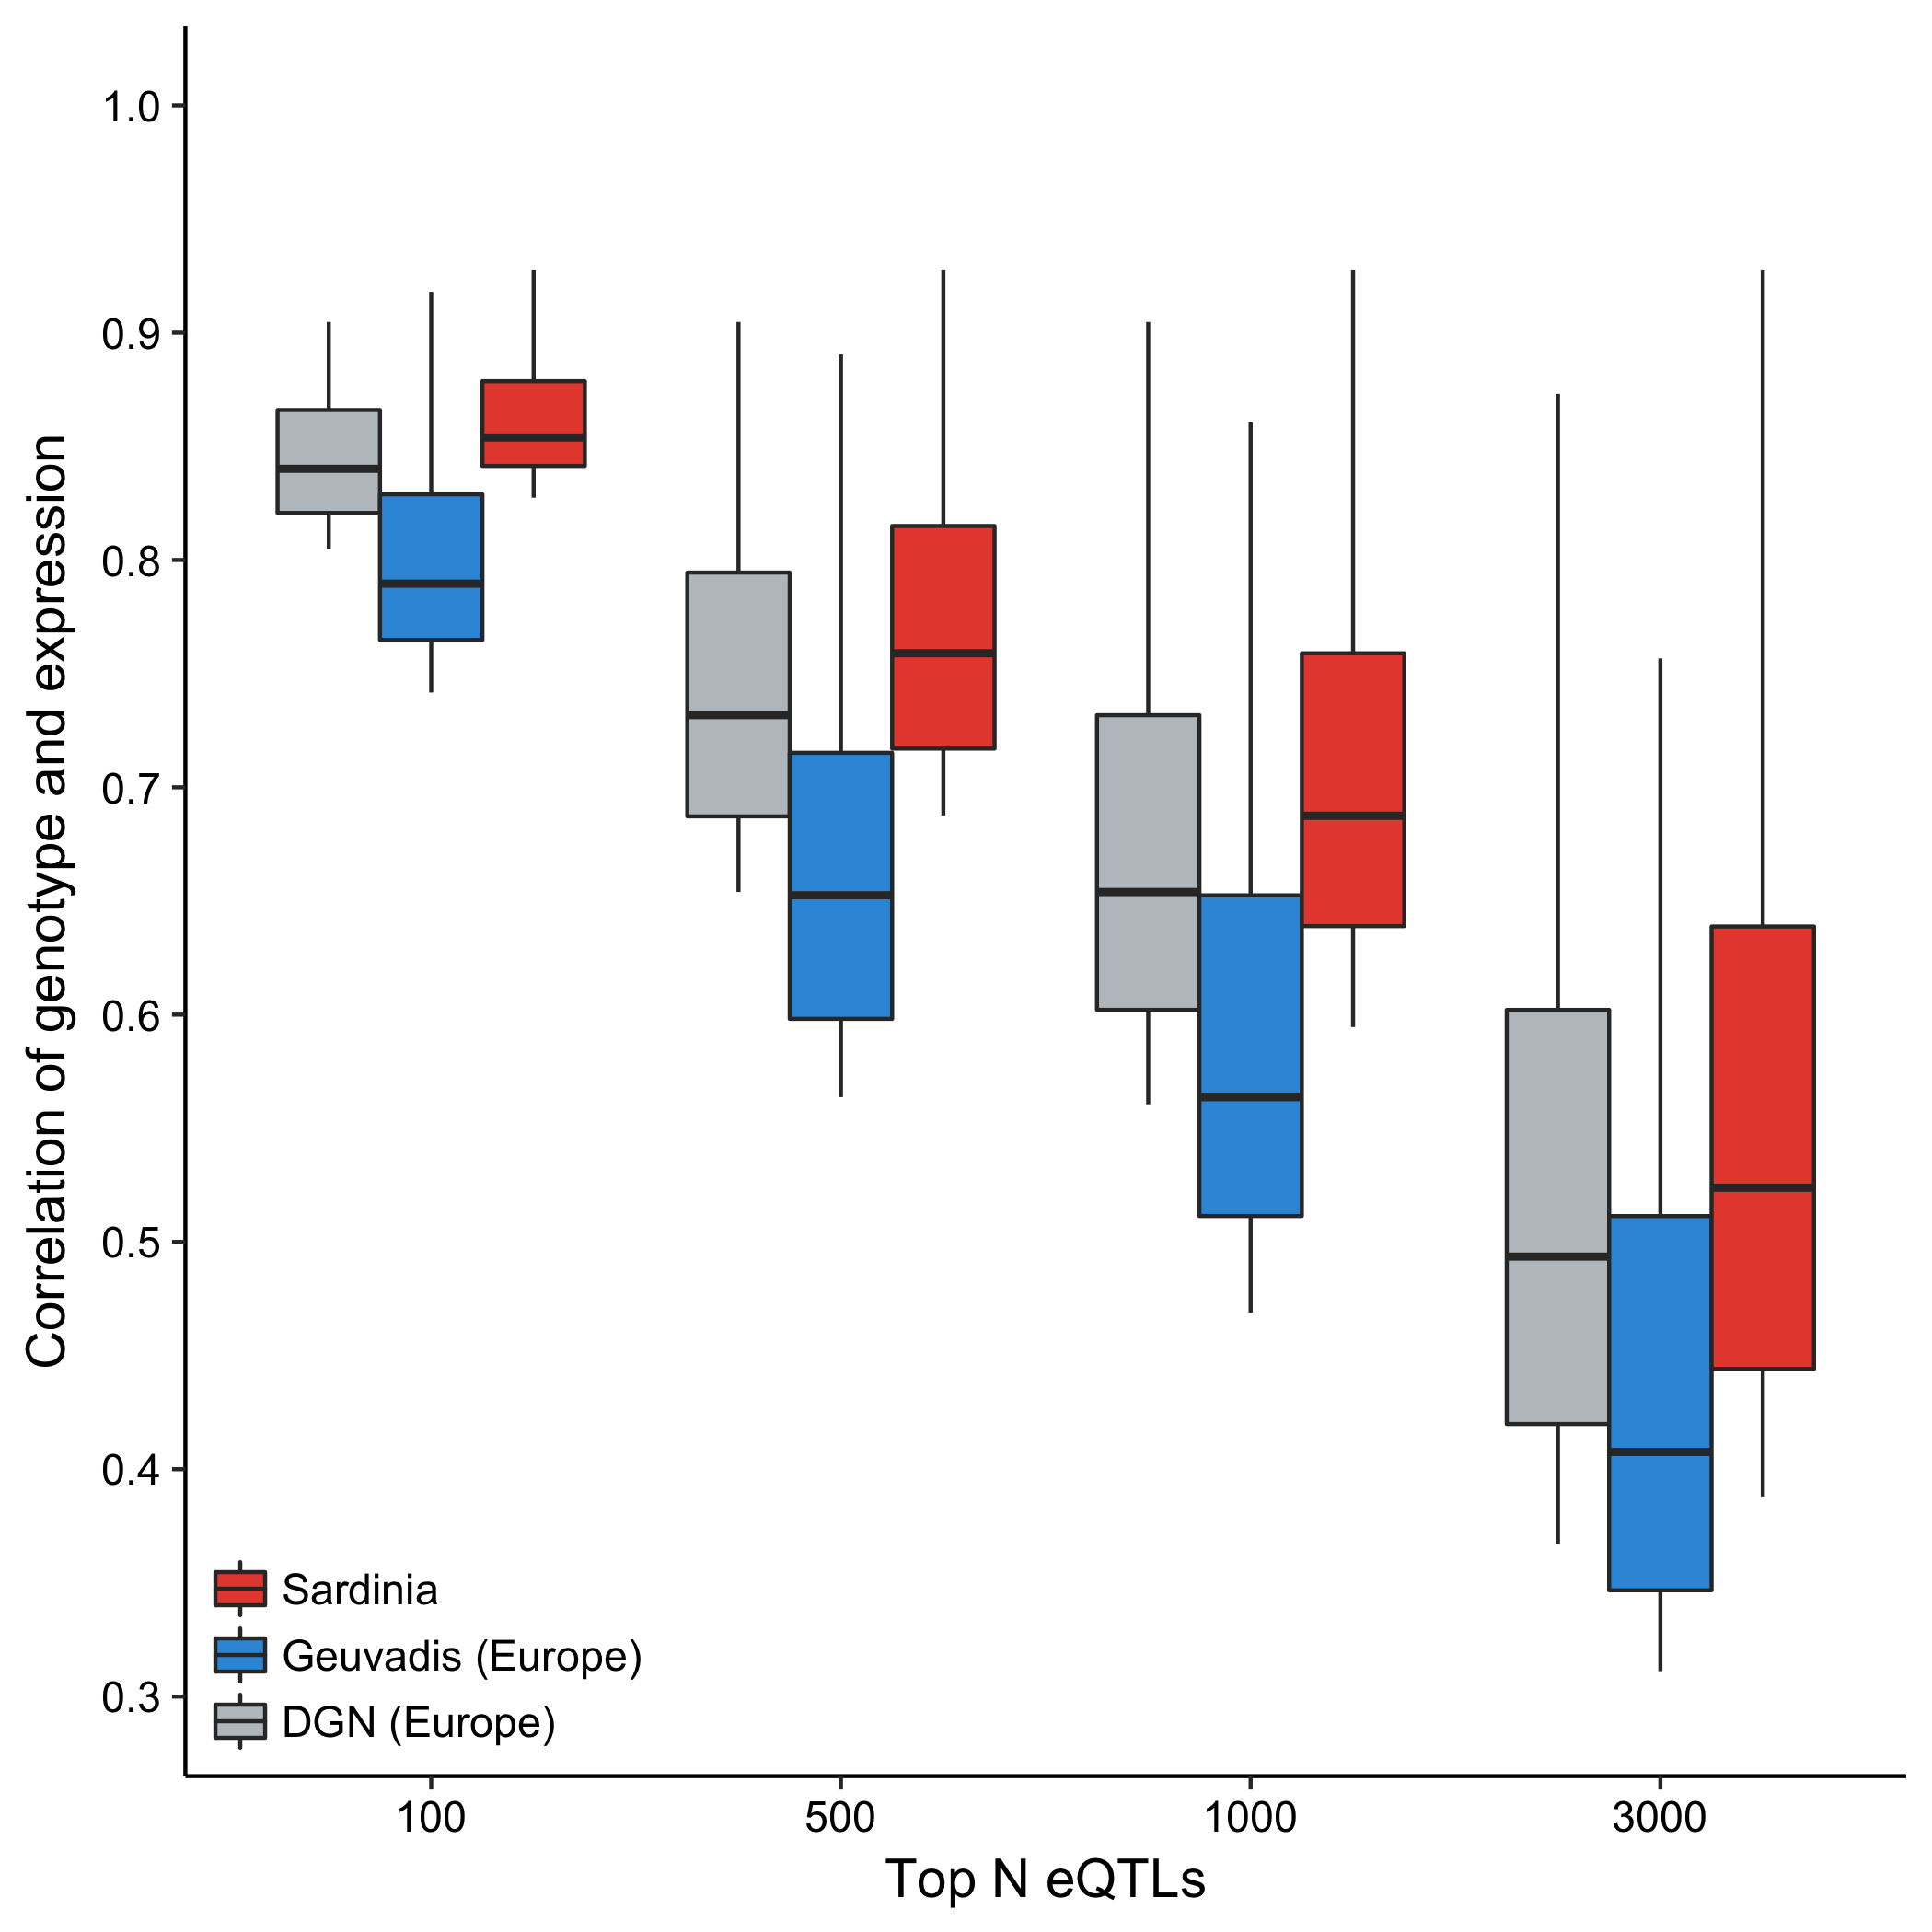 Correlation of genotype and expression
1.0
0.9
0.8
0.7
0.6
0.5
0.4
0.3
Sardinia
Geuvadis (Europe)
DGN (Europe)
100
500
1000
3000
Top N eQTLs